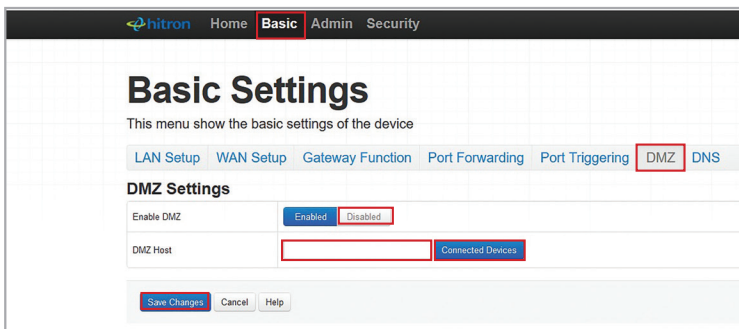 hitron Home Basic Admin Security
Basic Settings
This menu show the basic settings of the device
LAN Setup WAN Setup Gateway Function Port Forwarding Port Triggering DMZ DNS
DMZ Settings
Enable DMZ Enabled Disabled
DMZ Host Connected Devices
Save Changes Cancel Help